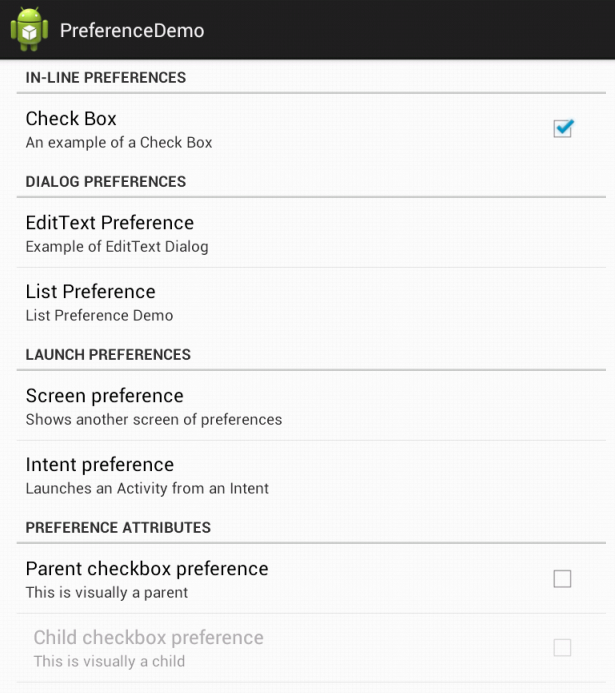 PreferenceDemo
IN-LINE PREFERENCES
Check Box
An example of a Check Box
DIALOG PREFERENCES
EditText Preference
Example of EditText Dialog
List Preference
List Preference Demo
LAUNCH PREFERENCES
Screen preference
Shows another screen of preferences
Intent preference
Launches an Activity from an Intent
PREFERENCE ATTRIBUTES
Parent checkbox preference
This is visually a parent
Child checkbox preference
This is visually a child